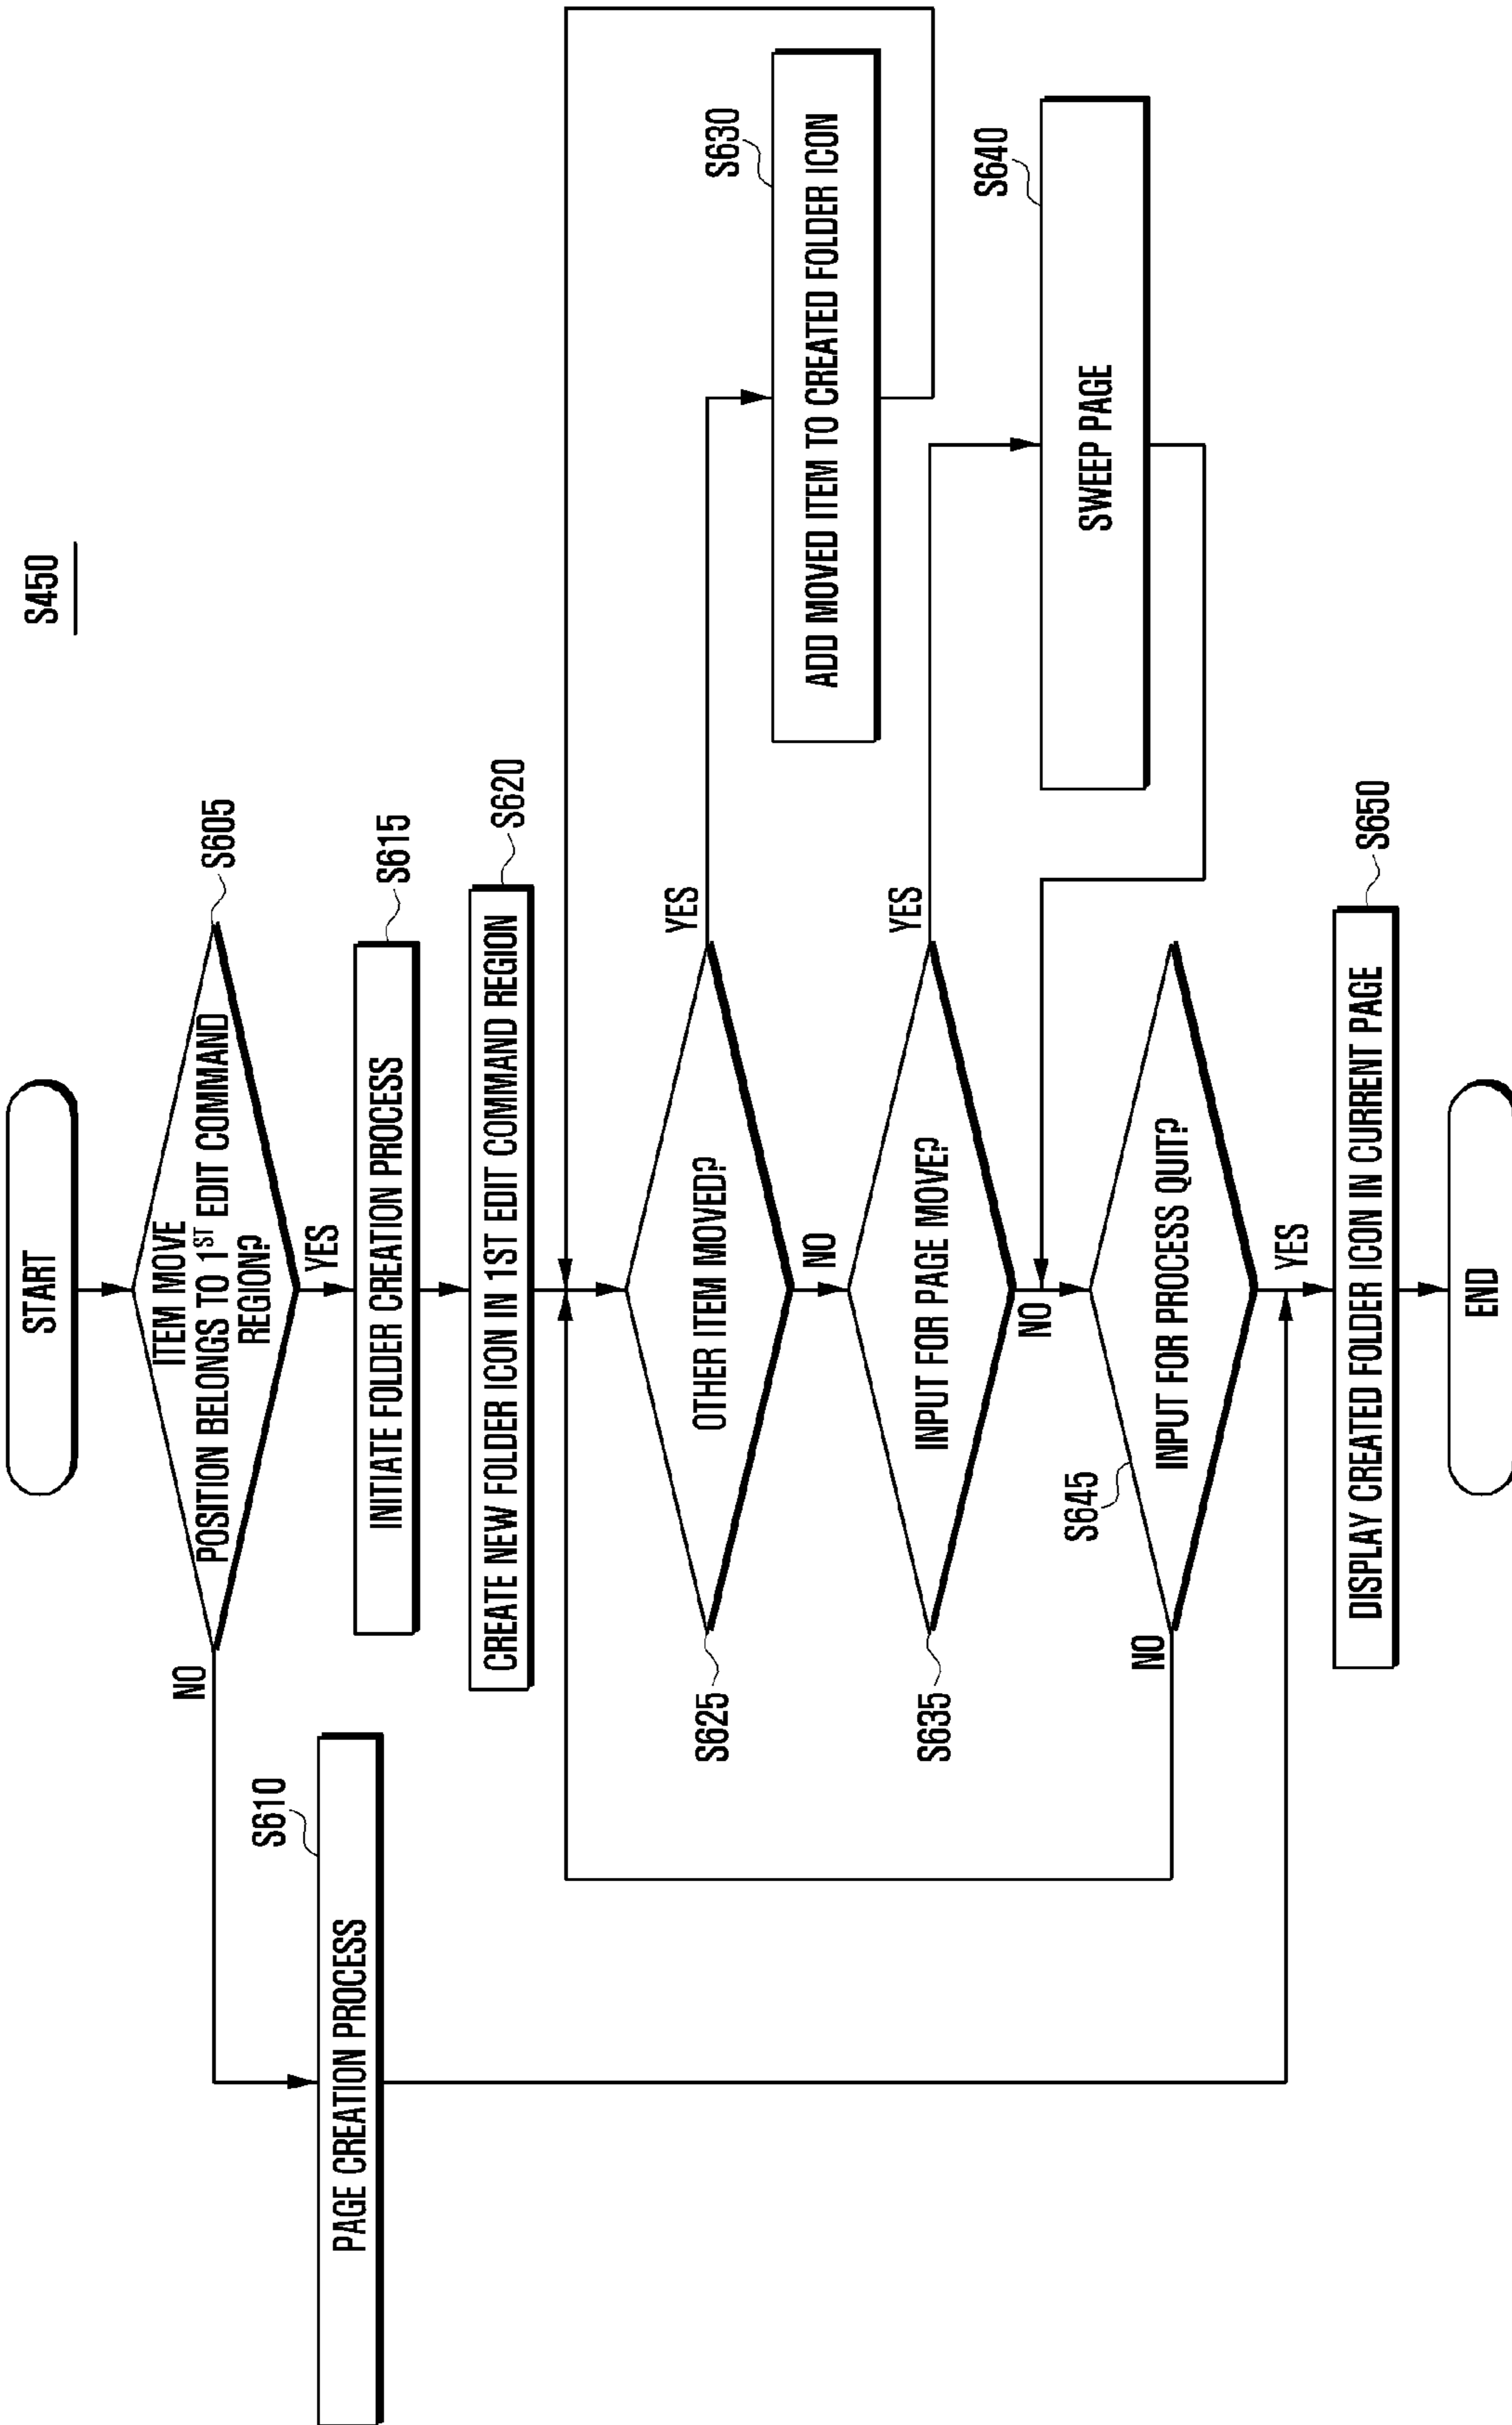 S450
START
ITEM MOVE
POSITION BELONGS TO 1ST EDIT COMMAND
REGION?
S605
NO
YES
S610
PAGE CREATION PROCESS
INITIATE FOLDER CREATION PROCESS
S615
CREATE NEW FOLDER ICON IN 1ST EDIT COMMAND REGION
S620
OTHER ITEM MOVED?
S625
YES
NO
S630
ADD MOVED ITEM TO CREATED FOLDER ICON
INPUT FOR PAGE MOVE?
S635
YES
NO
S640
SWEEP PAGE
S645
INPUT FOR PROCESS QUIT?
NO
YES
DISPLAY CREATED FOLDER ICON IN CURRENT PAGE
S650
END